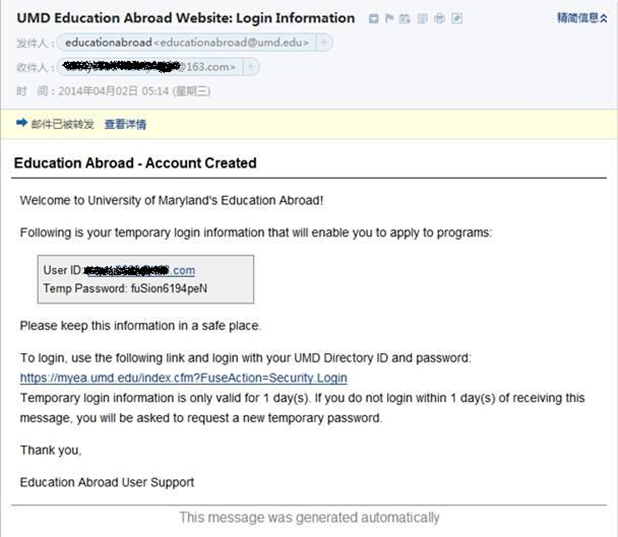 UMD Education Abroad Website: Login Information
精简信息
发件人： educationabroad<educationabroad@umd.edu>
收件人： @163.com>
时 间： 2014年04月02日 05:14 (星期三)
邮件已被转发 查看详情
Education Abroad - Account Created
Welcome to University of Maryland's Education Abroad!
Following is your temporary login information that will enable you to apply to programs:
User ID: .com
Temp Password: fuSion6194peN
Please keep this information in a safe place.
To login, use the following link and login with your UMD Directory ID and password:
https://myea.umd.edu/index.cfm?FuseAction=Security.Login
Temporary login information is only valid for 1 day(s). If you do not login within 1 day(s) of receiving this
message, you will be asked to request a new temporary password.
Thank you,
Education Abroad User Support
This message was generated automatically